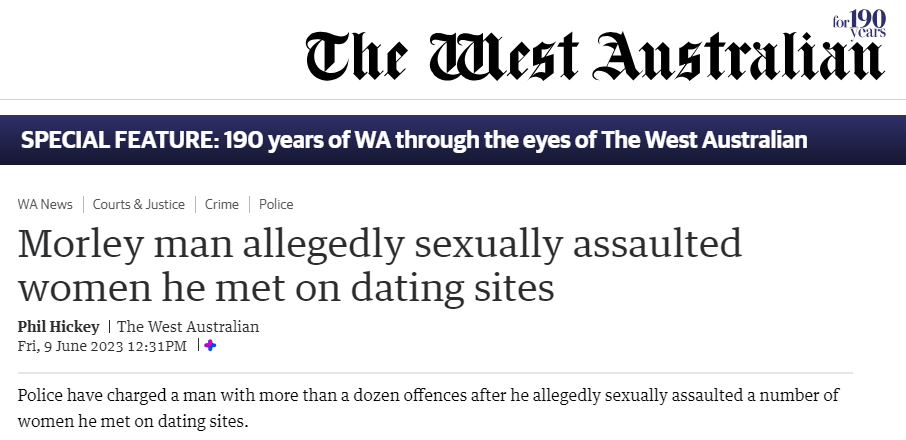 for 190 years
The West Australian
SPECIAL FEATURE: 190 years of WA through the eyes of The West Australian
WA News | Courts & Justice | Crime | Police
Morley man allegedly sexually assaulted
women he met on dating sites
Phil Hickey | The West Australian
Fri, 9 June 2023 12:31PM |
Police have charged a man with more than a dozen offences after he allegedly sexually assaulted a number of
women he met on dating sites.